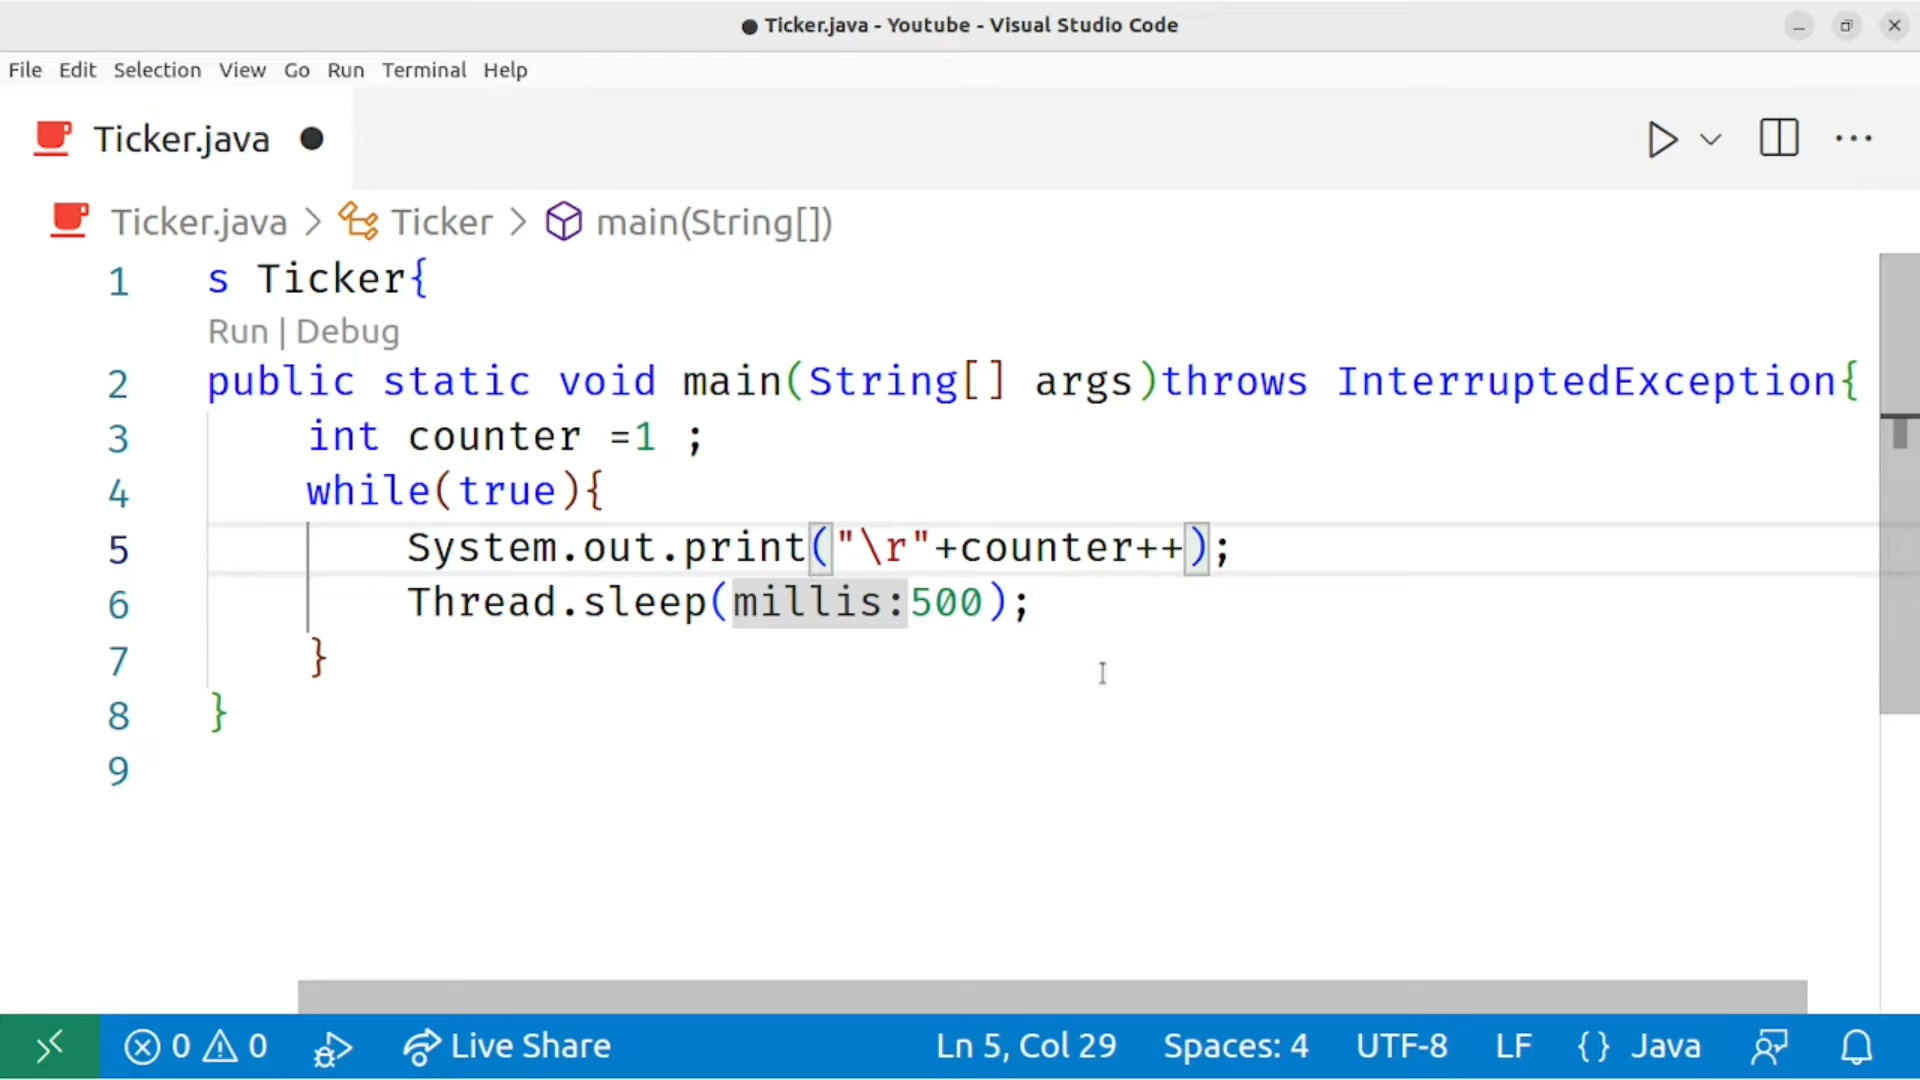 Ticker.java - Youtube - Visual Studio Code
File Edit Selection View Go Run Terminal Help
Ticker.java
Ticker.java > Ticker > main(String[])
1 s Ticker{
Run | Debug
2 public static void main(String[] args)throws InterruptedException{
3 int counter =1 ;
4 while(true){
5 System.out.print("\r"+counter++);
6 Thread.sleep(millis:500);
7 }
8 }
9
0 0 Live Share Ln 5, Col 29 Spaces: 4 UTF-8 LF {} Java